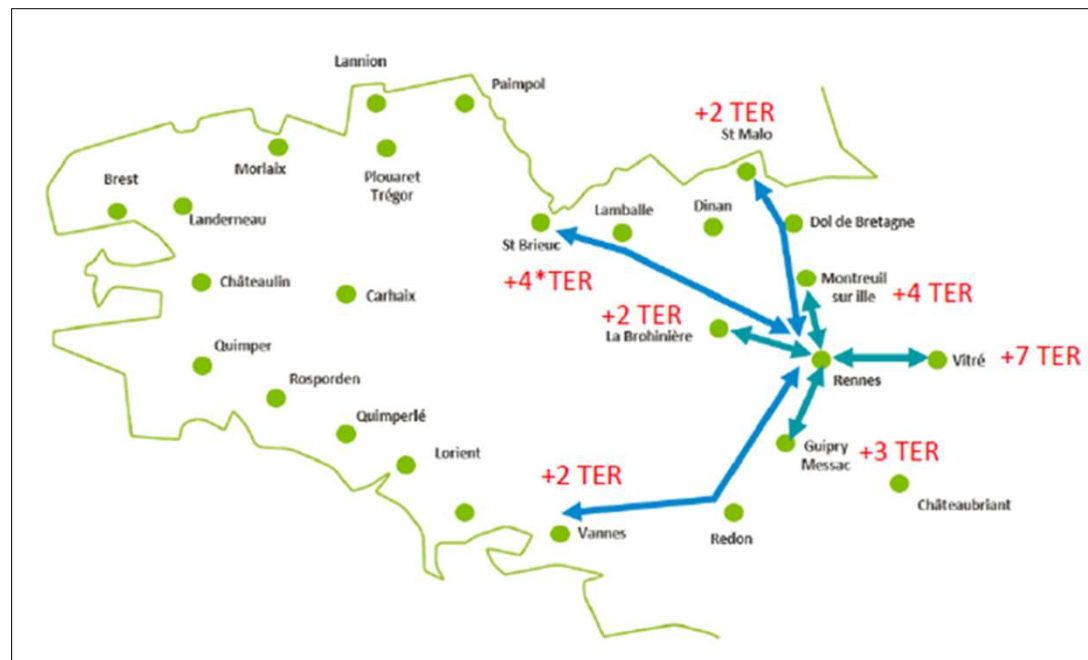 Lannion
Paimpol
+2 TER
St Malo
Morlaix
Plouaret
Trégor
Brest
Landerneau
Lamballe
Dinan
Dol de Bretagne
St Brieuc
Châteaulin
Carhaix
+4*TER
Montreuil
sur ille
+4 TER
+2 TER
La Brohinière
Quimper
Rennes
Vitré
+7 TER
Rosporden
Quimperlé
Guipry
Messac
+3 TER
Lorient
+2 TER
Châteaubriant
Vannes
Redon